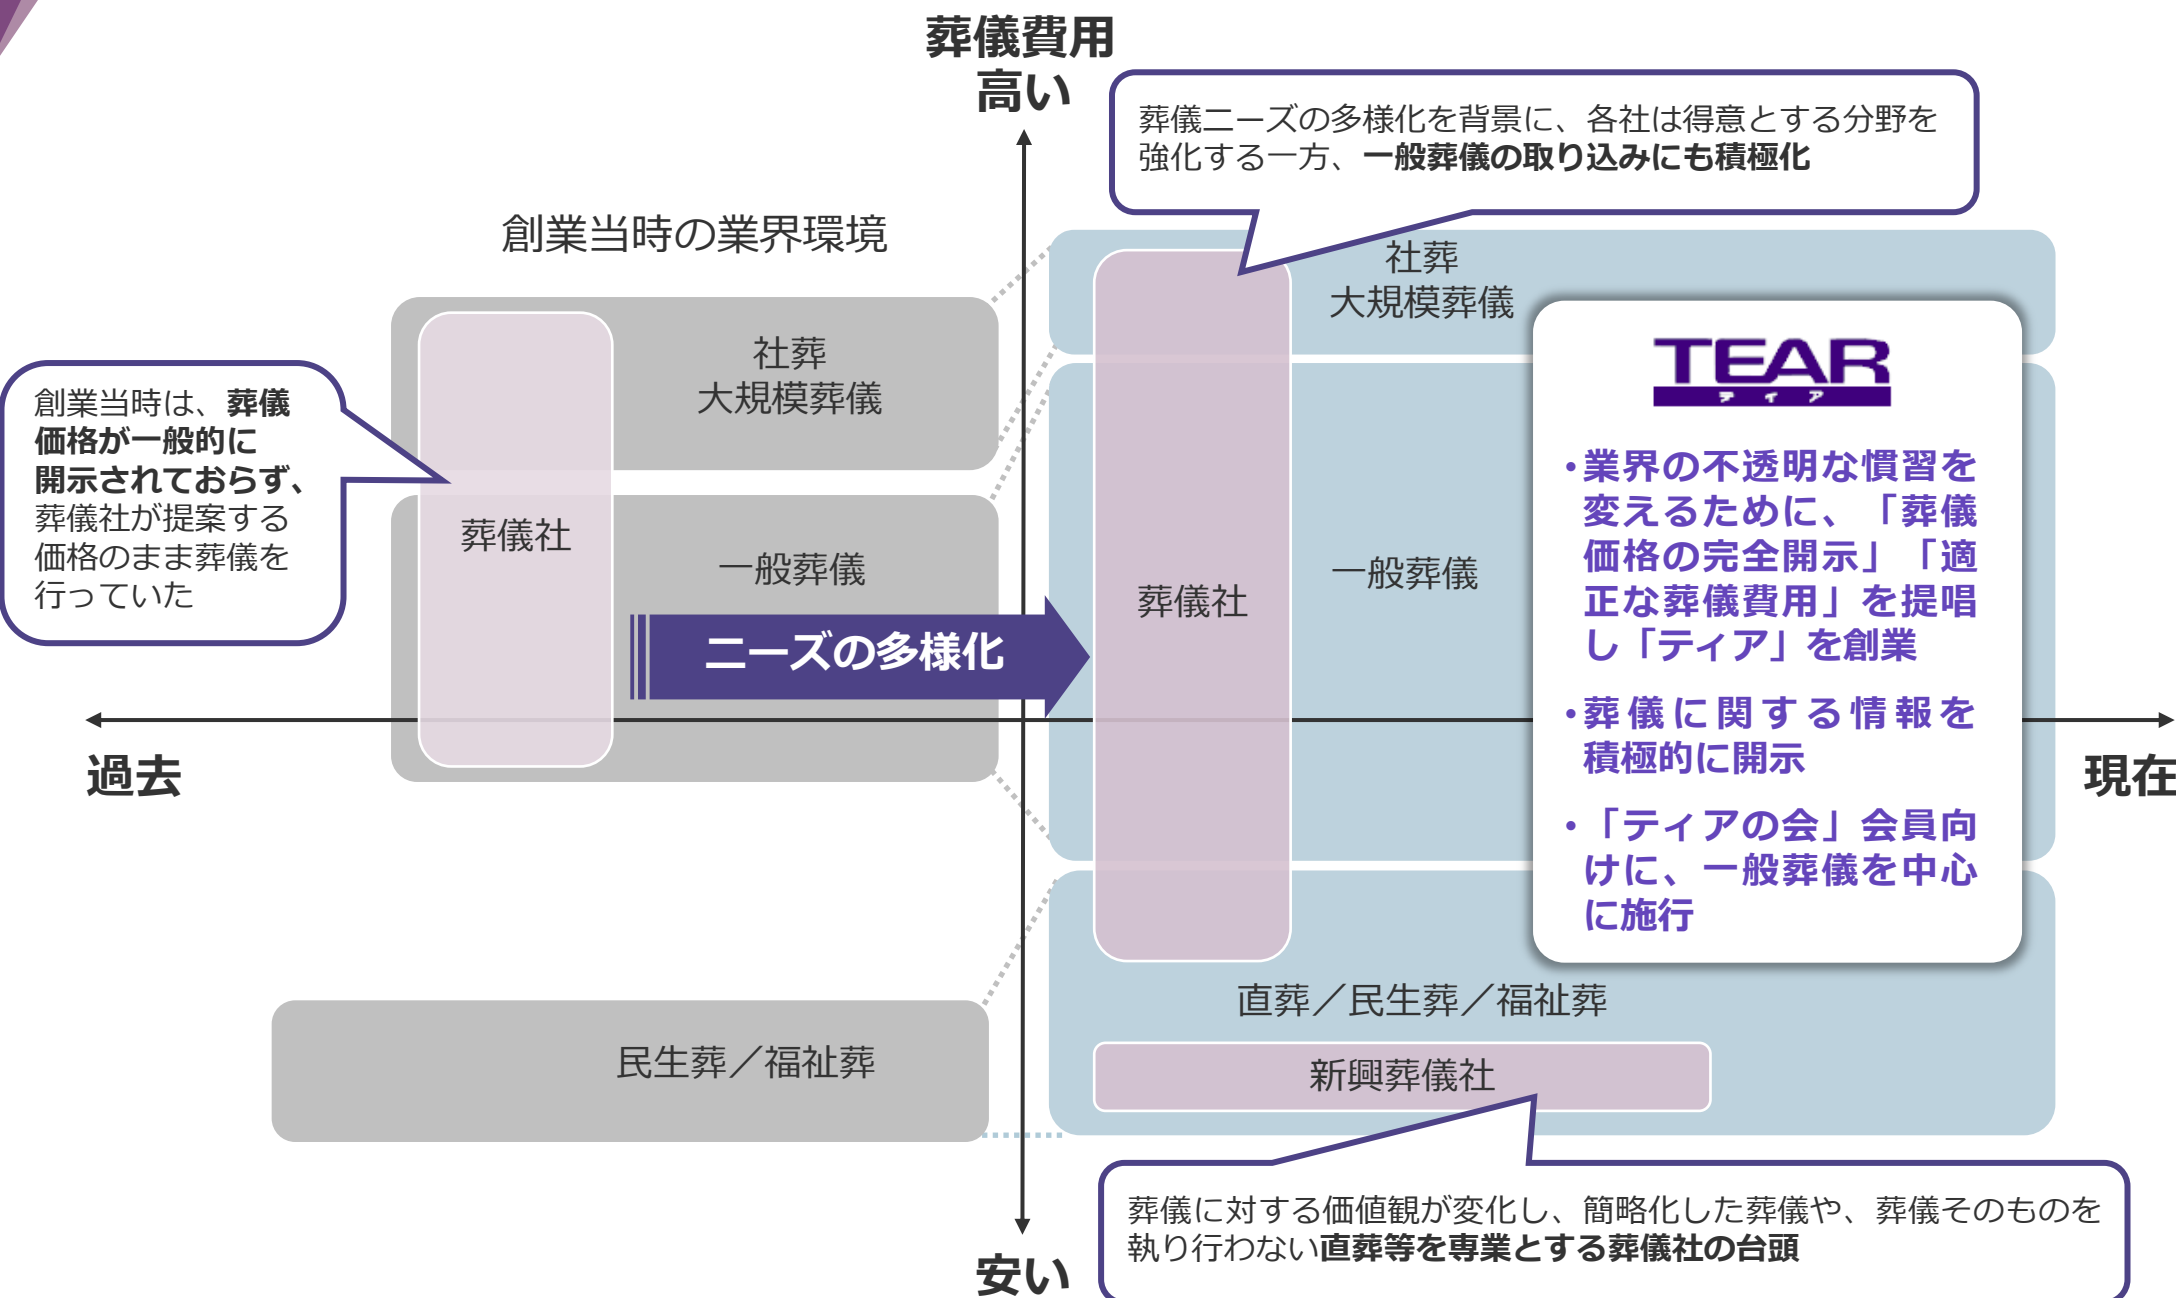 葬儀費用
高い
葬儀ニーズの多様化を背景に、各社は得意とする分野を
強化する一方、一般葬儀の取り込みにも積極化
創業当時の業界環境
社葬
大規模葬儀
社葬
大規模葬儀
創業当時は、葬儀
価格が一般的に
開示されておらず、
葬儀社が提案する
価格のまま葬儀を
行っていた
葬儀社
一般葬儀
ニーズの多様化
葬儀社
一般葬儀
TEAR
ティア
・業界の不透明な慣習を
変えるために、「葬儀
価格の完全開示」「適
正な葬儀費用」を提唱
し「ティア」を創業
・葬儀に関する情報を
積極的に開示
・「ティアの会」会員向
けに、一般葬儀を中心
に施行
過去
現在
直葬／民生葬／福祉葬
民生葬／福祉葬
新興葬儀社
葬儀に対する価値観が変化し、簡略化した葬儀や、葬儀そのものを
執り行わない直葬等を専業とする葬儀社の台頭
安い